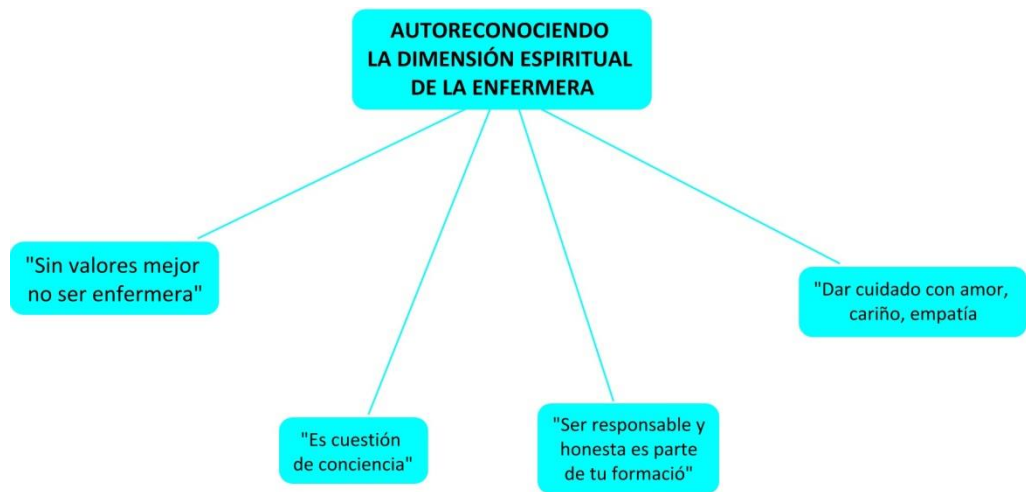 AUTORECONOCIENDO
LA DIMENSIÓN ESPIRITUAL
DE LA ENFERMERA
"Sin valores mejor
no ser enfermera"
"Dar cuidado con amor,
cariño, empatía
"Es cuestión
de conciencia"
"Ser responsable y
honesta es parte
de tu formació"